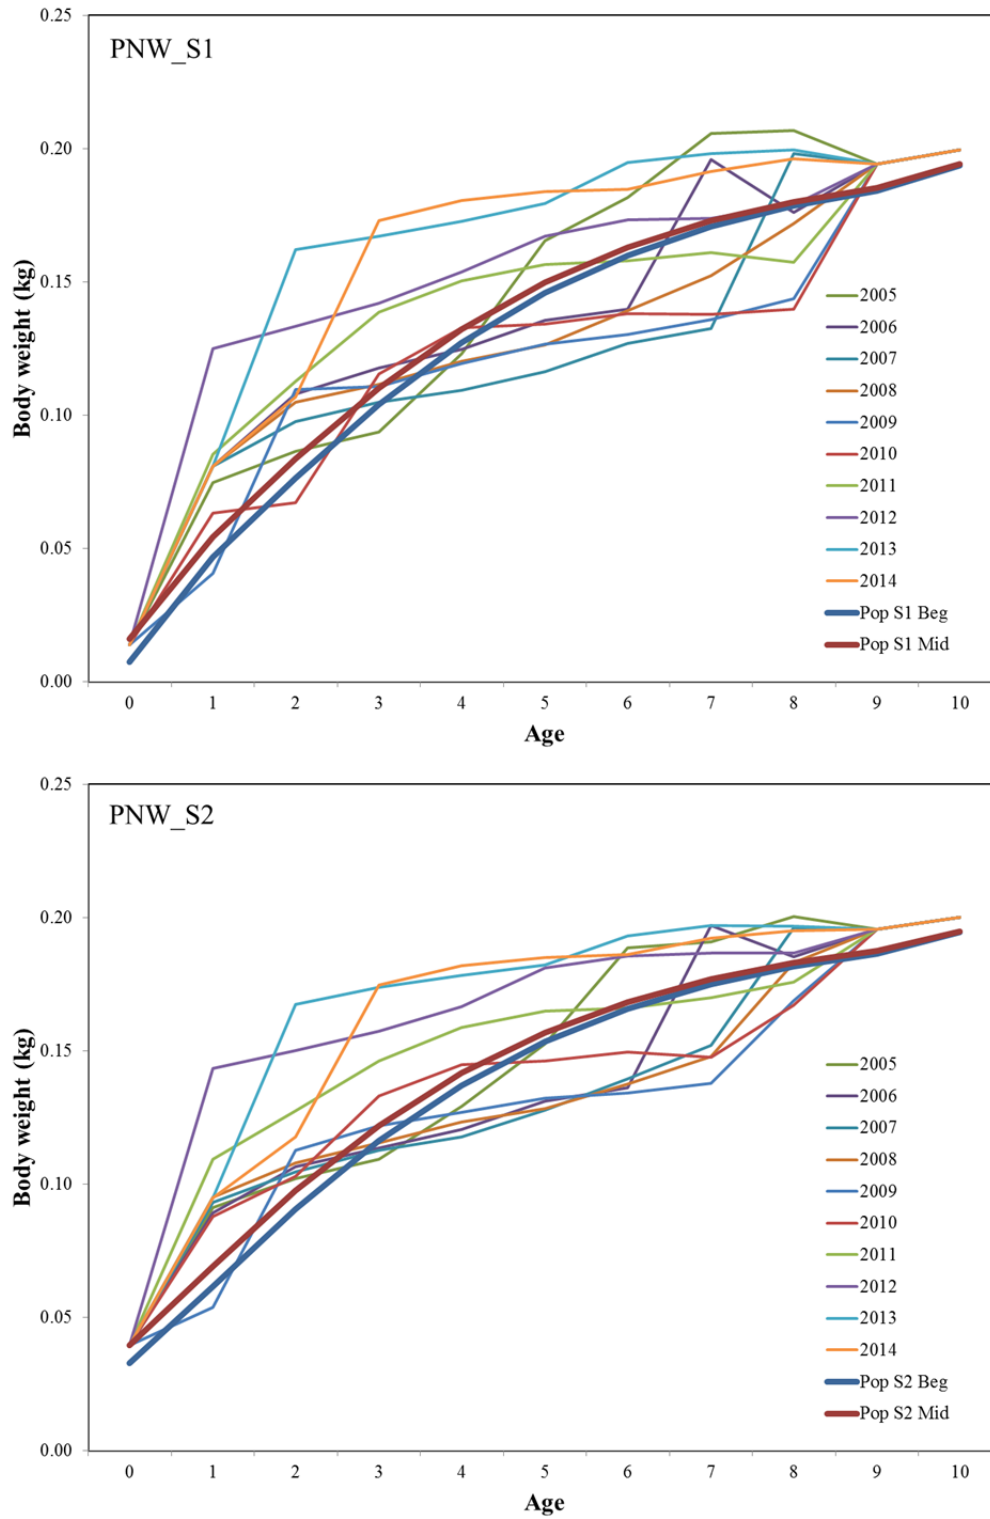 PNW_S1
Body weight (kg)
0.25
0.20
0.15
0.10
0.05
0.00
2005
2006
2007
2008
2009
2010
2011
2012
2013
2014
Pop S1 Beg
Pop S1 Mid
0 1 2 3 4 5 6 7 8 9 10
Age
PNW_S2
Body weight (kg)
0.25
0.20
0.15
0.10
0.05
0.00
2005
2006
2007
2008
2009
2010
2011
2012
2013
2014
Pop S2 Beg
Pop S2 Mid
0 1 2 3 4 5 6 7 8 9 10
Age